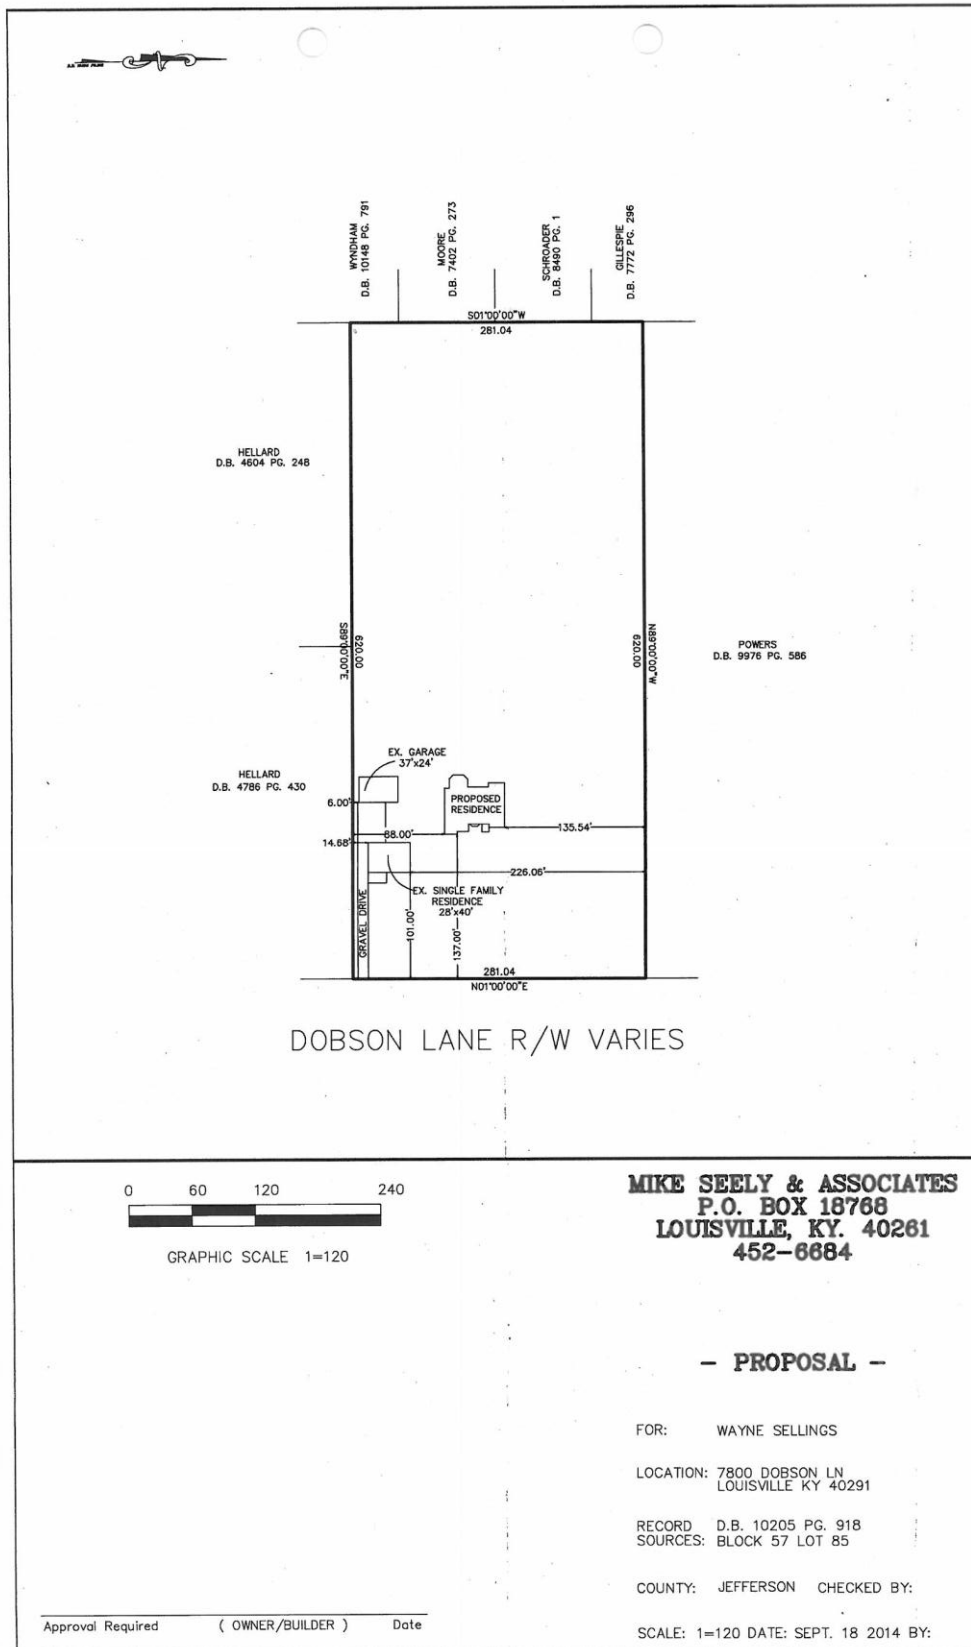 WYNDHAM
D.B. 10148 PG. 791
MOORE
D.B. 7402 PG. 273
SCHROADER
D.B. 8490 PG. 1
GILLESPIE
D.B. 7772 PG. 296
S01°00'00"W
281.04
HELLARD
D.B. 4604 PG. 248
S89°00'00"E
620.00
620.00
N89°00'00"W
POWERS
D.B. 9976 PG. 586
EX. GARAGE
37'x24'
HELLARD
D.B. 4786 PG. 430
6.00'
PROPOSED
RESIDENCE
88.00'
135.54'
14.68'
226.06'
EX. SINGLE FAMILY
RESIDENCE
28'x40'
GRAVEL DRIVE
101.00'
137.00'
281.04
N01°00'00"E
DOBSON LANE R/W VARIES
0 60 120 240
GRAPHIC SCALE 1=120
MIKE SEELY & ASSOCIATES
P.O. BOX 18768
LOUISVILLE, KY. 40261
452-6684
- PROPOSAL -
FOR: WAYNE SELLINGS
LOCATION: 7800 DOBSON LN
LOUISVILLE KY 40291
RECORD D.B. 10205 PG. 918
SOURCES: BLOCK 57 LOT 85
COUNTY: JEFFERSON CHECKED BY:
SCALE: 1=120 DATE: SEPT. 18 2014 BY:
Approval Required ( OWNER/BUILDER ) Date